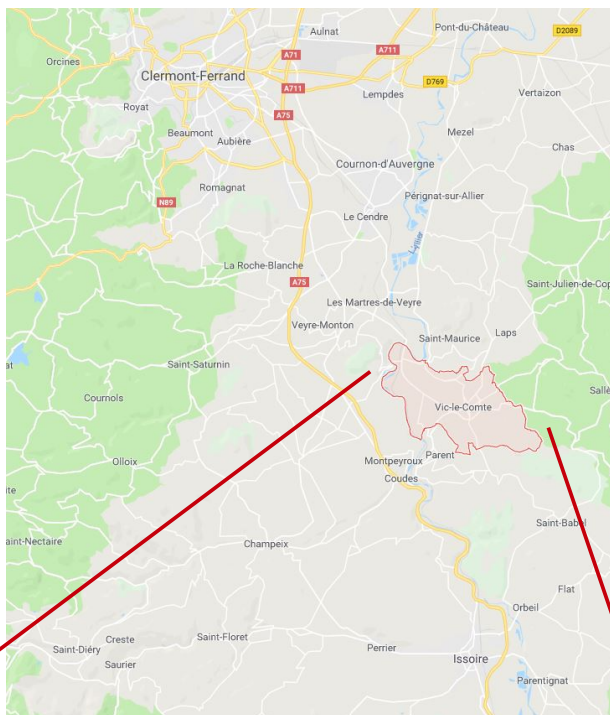 Aulnat
Pont-du-Château
D2089
A71
A711
Orcines
Clermont-Ferrand
D769
A711
Lempdes
Vertaizon
Royat
A75
Beaumont
Aubière
Mezel
Chas
Cournon-d'Auvergne
Romagnat
N89
Pérignat-sur-Allier
Le Cendre
L'Allier
La Roche-Blanche
A75
Saint-Julien-de-Cop
Les Martres-de-Veyre
Veyre-Monton
Saint-Maurice
Laps
at
Saint-Saturnin
Sallè
Cournols
Vic-le-Comte
Olloix
Montpeyroux
Parent
Coudes
ite
Saint-Babel
aint-Nectaire
Champeix
Flat
Orbeil
Creste
Saint-Floret
Saint-Diéry
Perrier
Saurier
Issoire
Parentignat